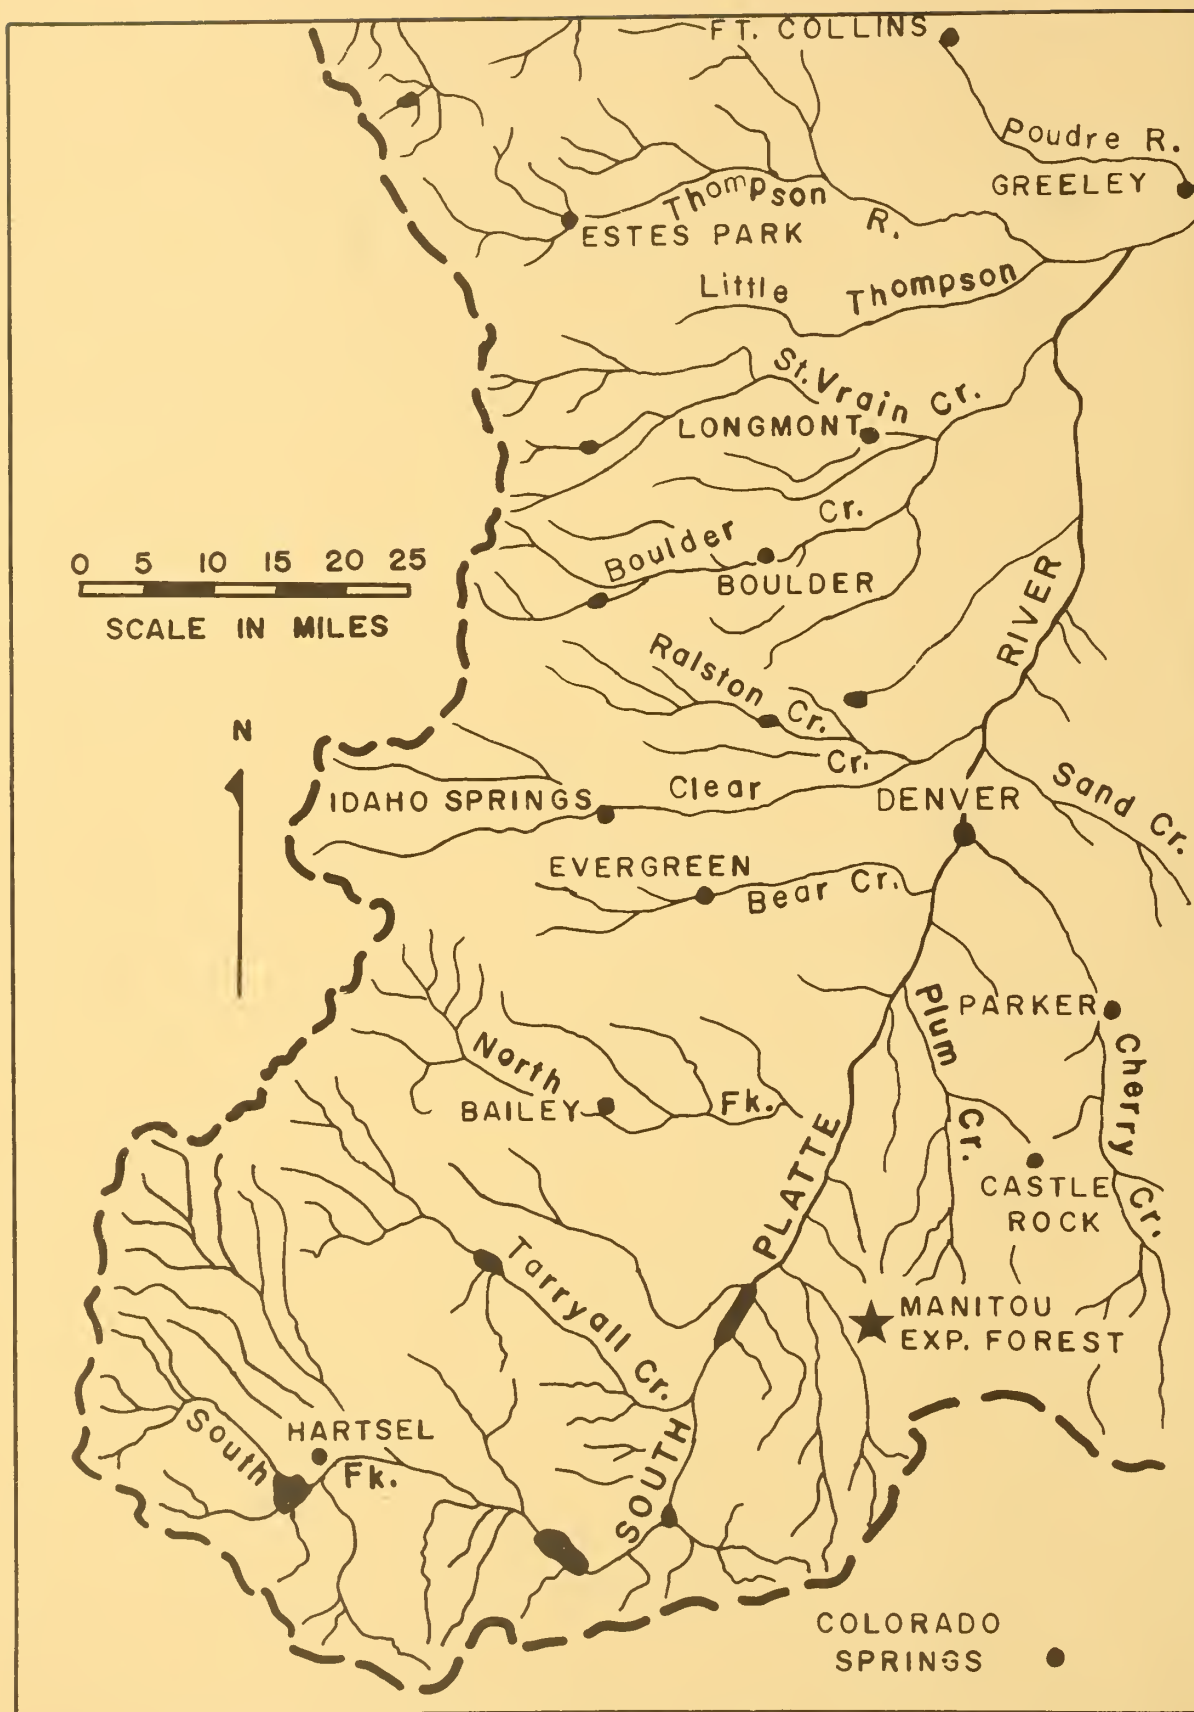 FT. COLLINS
Poudre R.
GREELEY
Thompson R.
ESTES PARK
Little Thompson
St. Vrain Cr.
LONGMONT
Boulder Cr.
BOULDER
0 5 10 15 20 25
SCALE IN MILES
RIVER
Ralston Cr.
N
Cr.
Clear
IDAHO SPRINGS
DENVER
Sand Cr.
EVERGREEN
Bear Cr.
Plum Cr.
PARKER
Cherry Cr.
North Fk.
BAILEY
PLATTE
CASTLE
ROCK
Tarryall Cr.
MANITOU
EXP. FOREST
HARTSEL
South Fk.
SOUTH
COLORADO
SPRINGS